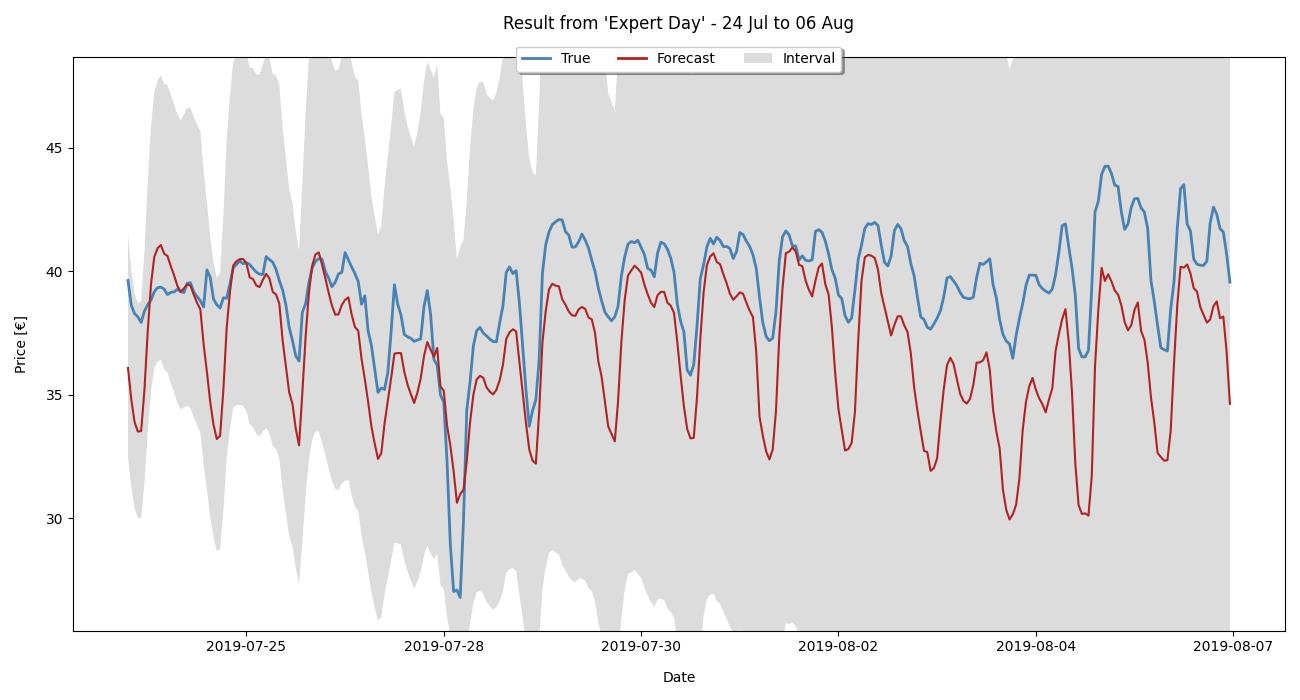 Result from 'Expert Day' - 24 Jul to 06 Aug
True Forecast Interval
45
40
35
30
Price [€]
2019-07-25 2019-07-28 2019-07-30 2019-08-02 2019-08-04 2019-08-07
Date